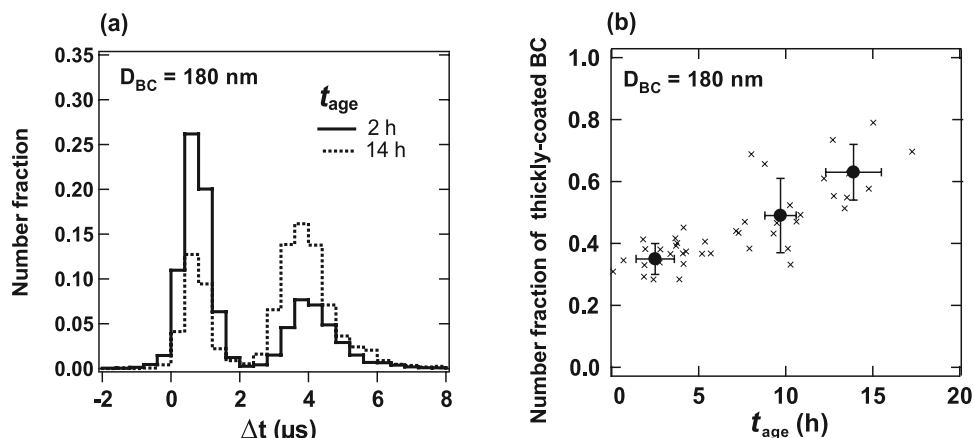 (a)
0.35
0.30
0.25
0.20
0.15
0.10
0.05
0.00
Number fraction
D_BC = 180 nm
t_age
2 h
14 h
-2 0 2 4 6 8
Δt (μs)
(b)
1.0
0.8
0.6
0.4
0.2
0.0
Number fraction of thickly-coated BC
D_BC = 180 nm
0 5 10 15 20
t_age (h)